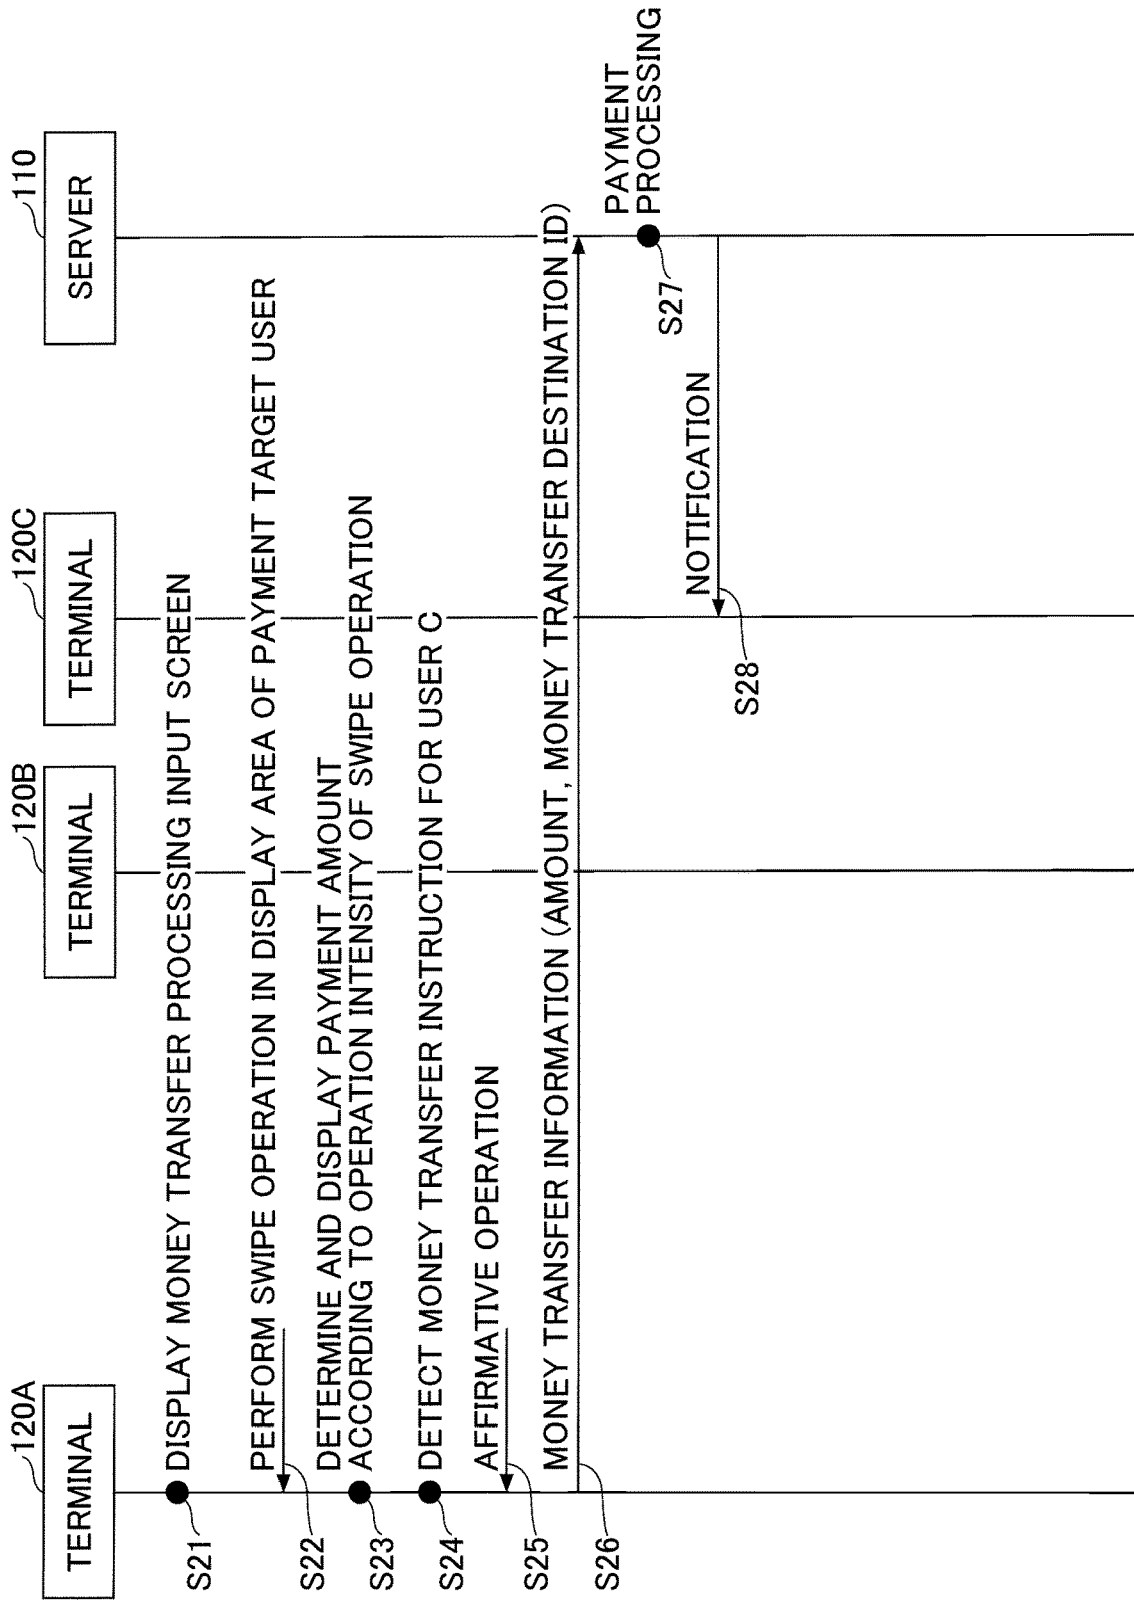 120A
TERMINAL
120B
TERMINAL
120C
TERMINAL
110
SERVER
S21
DISPLAY MONEY TRANSFER PROCESSING INPUT SCREEN
PERFORM SWIPE OPERATION IN DISPLAY AREA OF PAYMENT TARGET USER
S22
DETERMINE AND DISPLAY PAYMENT AMOUNT
ACCORDING TO OPERATION INTENSITY OF SWIPE OPERATION
S23
DETECT MONEY TRANSFER INSTRUCTION FOR USER C
S24
AFFIRMATIVE OPERATION
S25
MONEY TRANSFER INFORMATION (AMOUNT, MONEY TRANSFER DESTINATION ID)
S26
PAYMENT
PROCESSING
S27
NOTIFICATION
S28